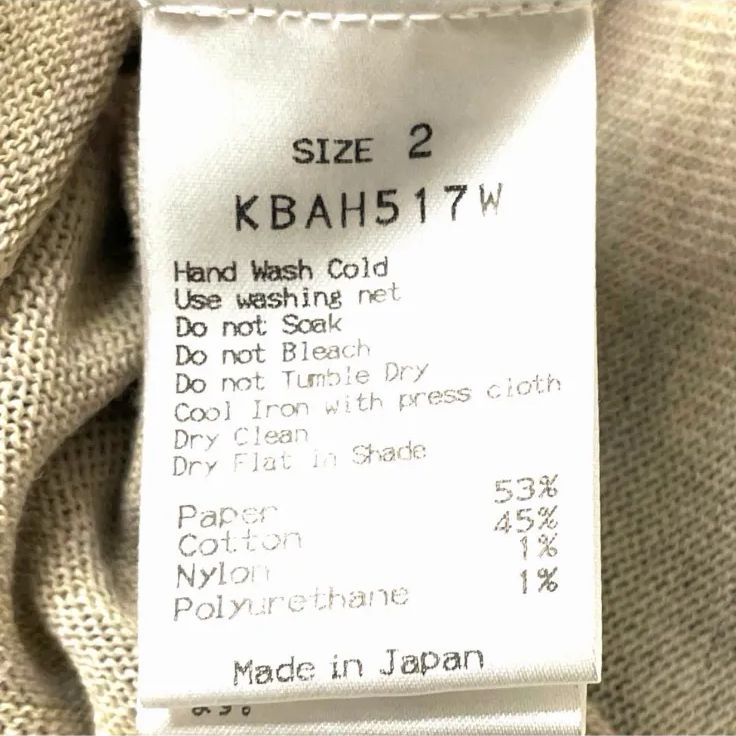 SIZE 2
KBAH517W
Hand Wash Cold
Use washing net
Do not Soak
Do not Bleach
Do not Tumble Dry
Cool Iron with press cloth
Dry Clean
Dry Flat in Shade
Paper 53%
Cotton 45%
Nylon 1%
Polyurethane 1%
Made in Japan